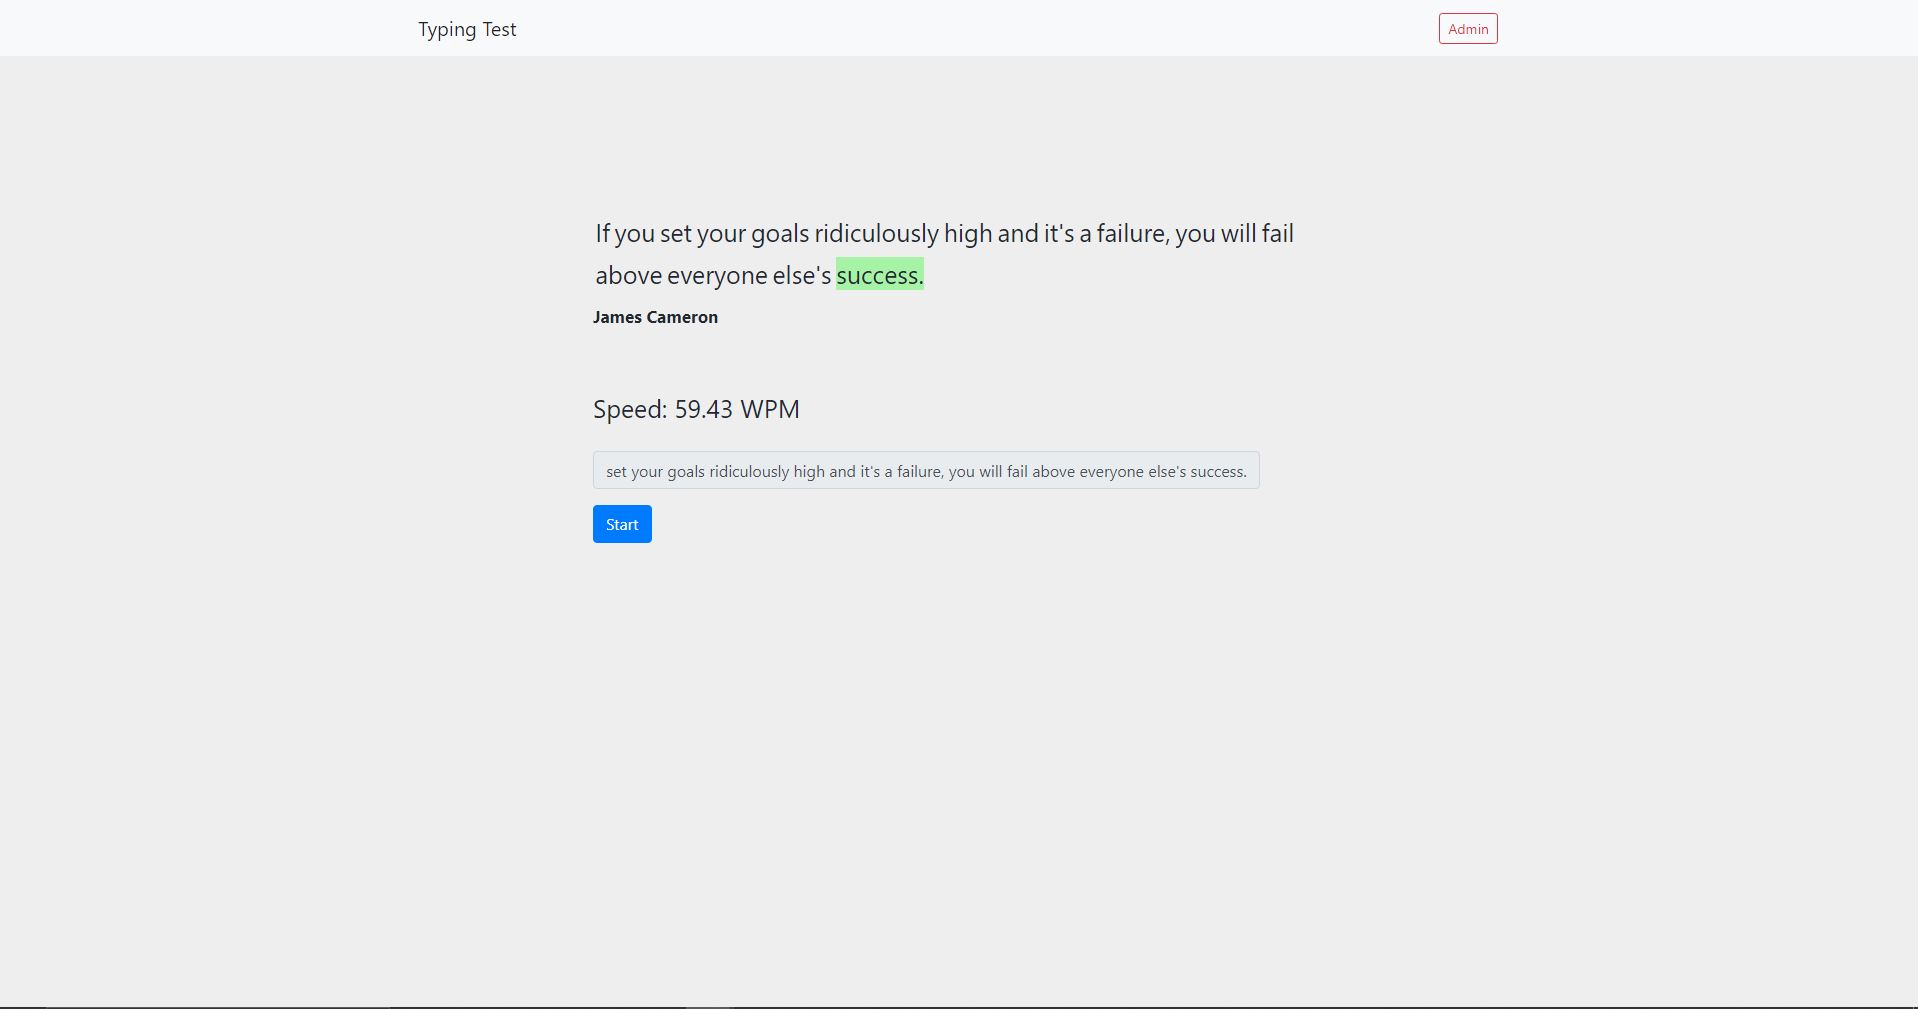 Typing Test
Admin
If you set your goals ridiculously high and it's a failure, you will fail
above everyone else's success.
James Cameron
Speed: 59.43 WPM
set your goals ridiculously high and it's a failure, you will fail above everyone else's success.
Start